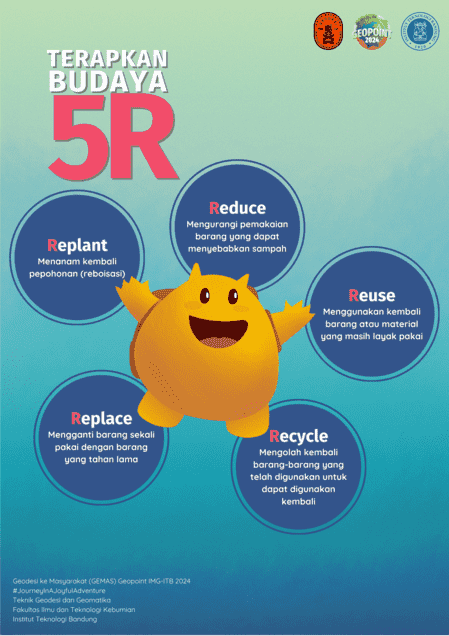 GEOPOINT
2024
TERAPKAN
BUDAYA
5R
Reduce
Mengurangi pemakaian
barang yang dapat
menyebabkan sampah
Replant
Menanam kembali
pepohonan (reboisasi)
Reuse
Menggunakan kembali
barang atau material
yang masih layak pakai
Replace
Mengganti barang sekali
pakai dengan barang
yang tahan lama
Recycle
Mengolah kembali
barang-barang yang
telah digunakan untuk
dapat digunakan
kembali
Geodesi ke Masyarakat (GEMAS) Geopoint IMG-ITB 2024
#JourneyInAJoyfulAdventure
Teknik Geodesi dan Geomatika
Fakultas Ilmu dan Teknologi Kebumian
Institut Teknologi Bandung